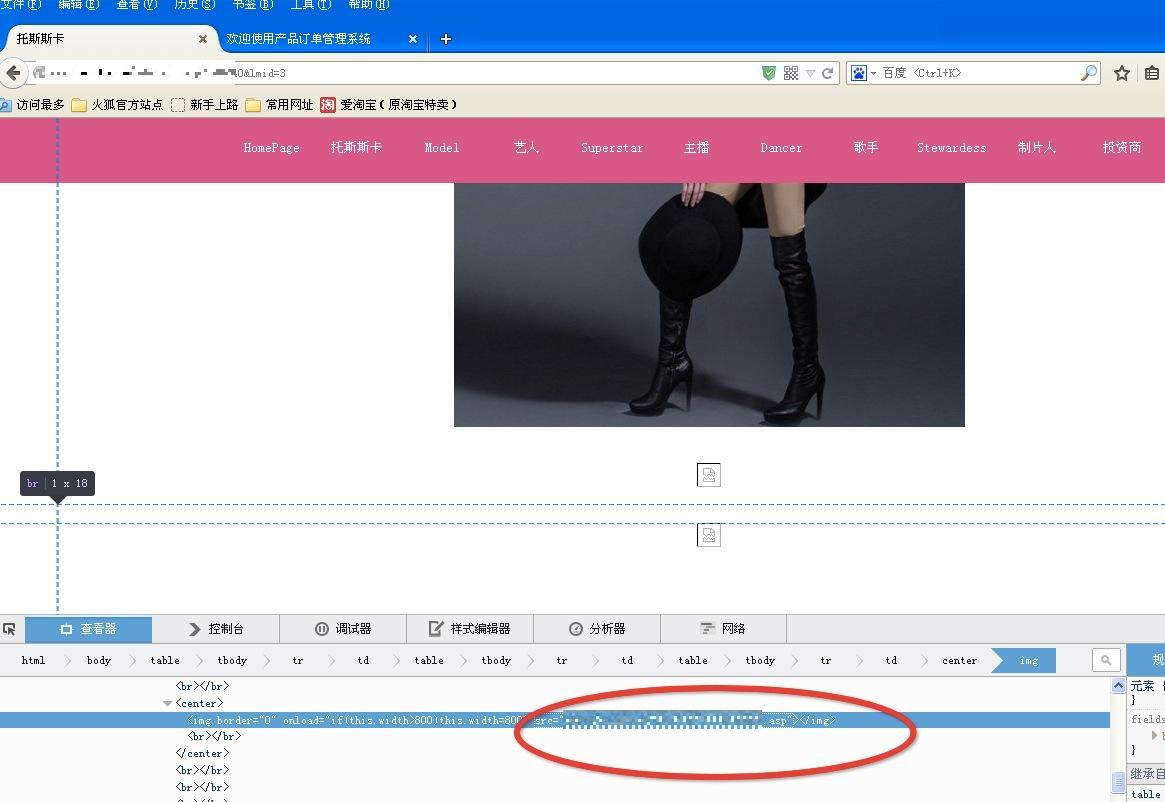 文件(F) 编辑(E) 查看(V) 历史(S) 书签(B) 工具(T) 帮助(H)
托斯斯卡 × 欢迎使用产品订单管理系统 × +
0&lmid=3 百度 <Ctrl+K>
访问最多 火狐官方站点 新手上路 常用网址 淘 爱淘宝(原淘宝特卖)
HomePage 托斯斯卡 Model 艺人 Superstar 主播 Dancer 歌手 Stewardess 制片人 投资商
br 1 x 18
查看器 控制台 调试器 样式编辑器 分析器 网络
html body table tbody tr td table tbody tr td table tbody tr td center img 规
<br></br>
<center>
<img border="0" onload="if(this.width>800)this.width=800" src=" .asp"></img>
<br></br>
</center>
<br></br>
<br></br>
元素 {
}
fields
}
继承自
table